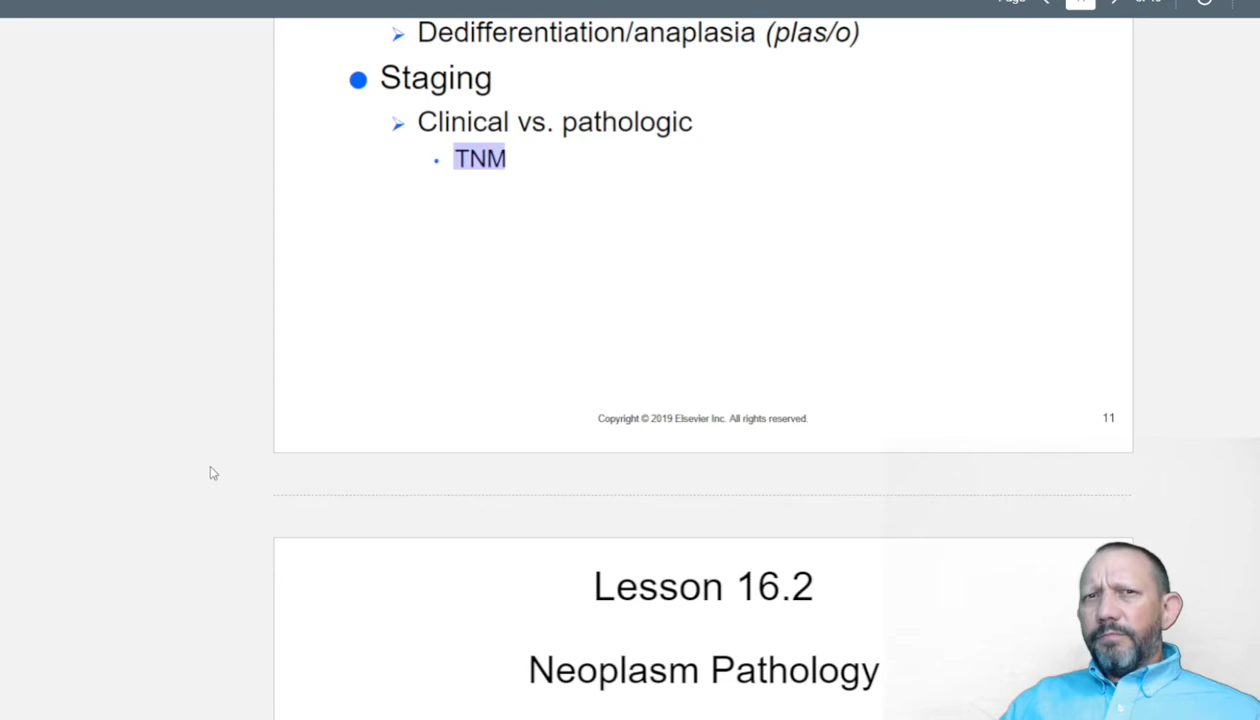 Dedifferentiation/anaplasia (plas/o)
Staging
Clinical vs. pathologic
TNM
Copyright © 2019 Elsevier Inc. All rights reserved.
11
Lesson 16.2
Neoplasm Pathology